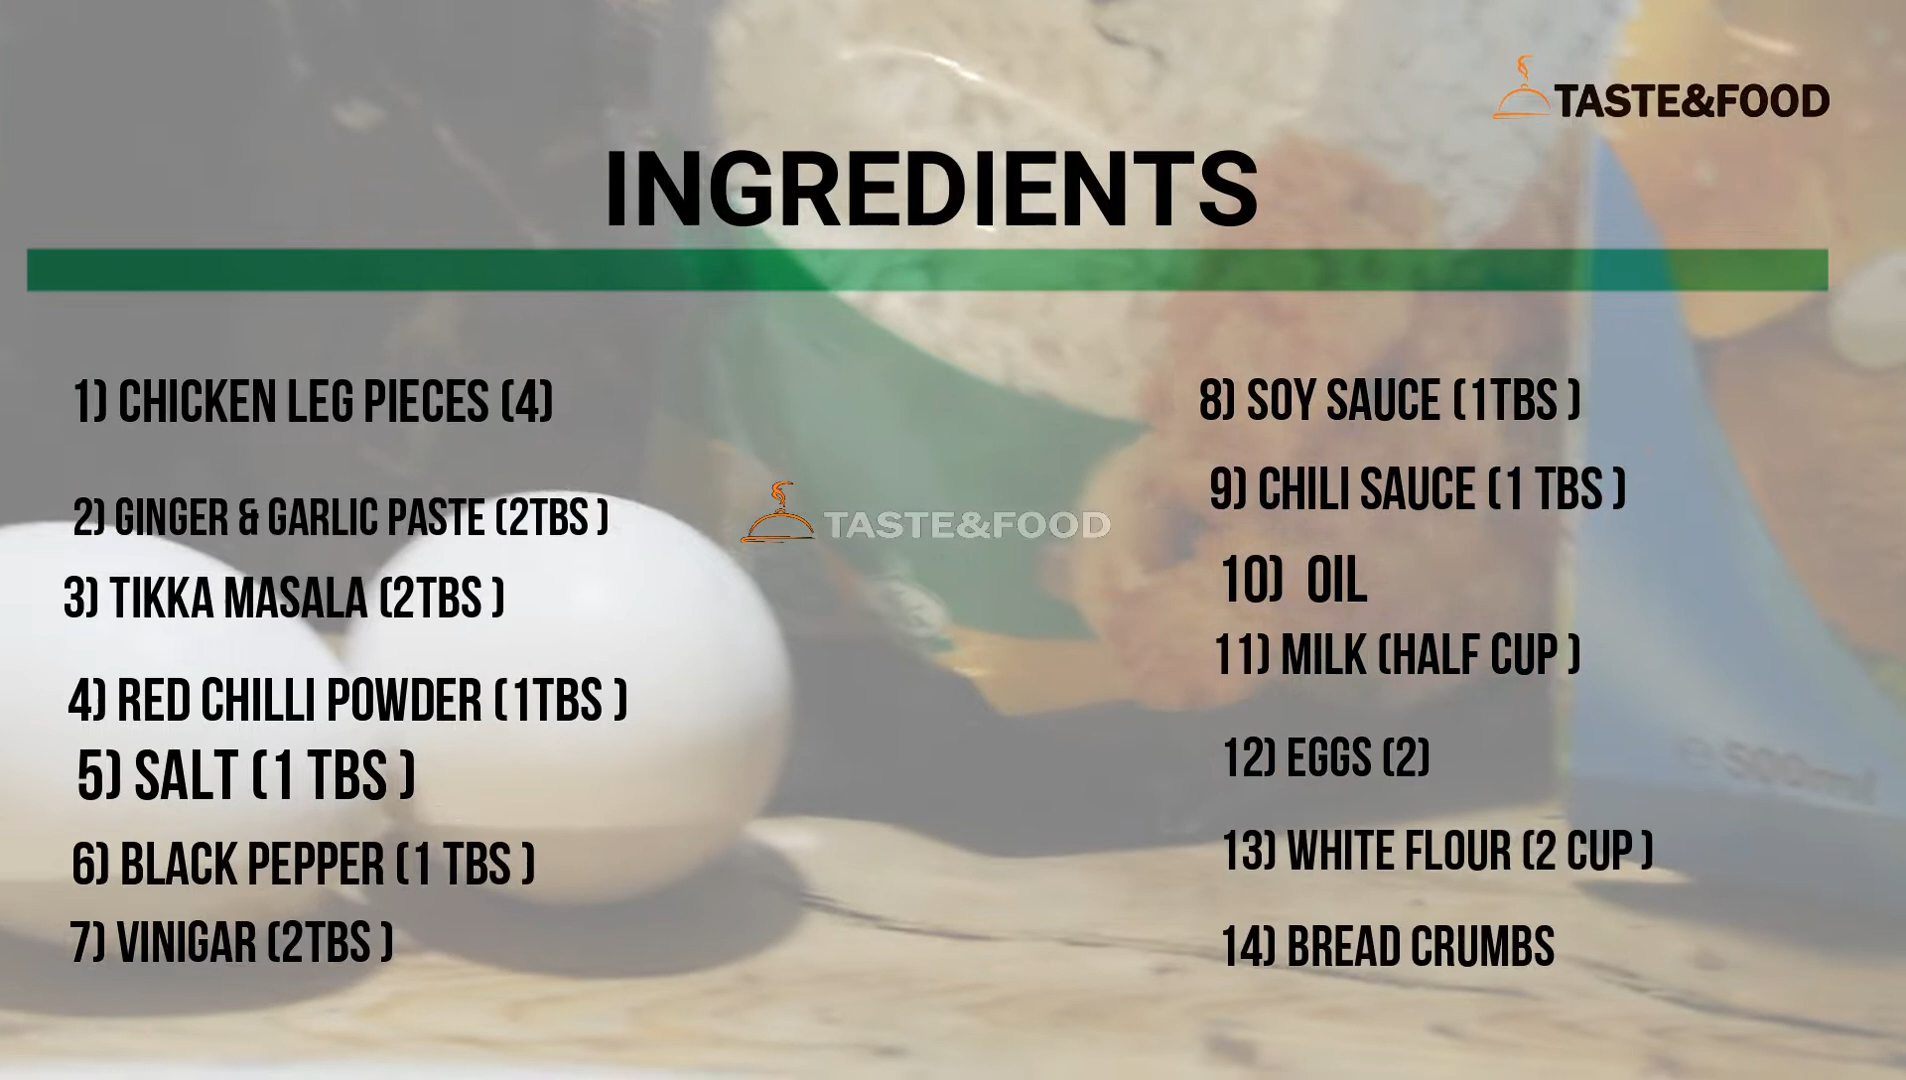 TASTE&FOOD
INGREDIENTS
1) CHICKEN LEG PIECES (4)
2) GINGER & GARLIC PASTE (2TBS )
3) TIKKA MASALA (2TBS )
4) RED CHILLI POWDER (1TBS )
5) SALT (1 TBS )
6) BLACK PEPPER (1 TBS )
7) VINIGAR (2TBS )
TASTE&FOOD
8) SOY SAUCE (1TBS )
9) CHILI SAUCE (1 TBS )
10) OIL
11) MILK (HALF CUP )
12) EGGS (2)
13) WHITE FLOUR (2 CUP )
14) BREAD CRUMBS
e 500ml